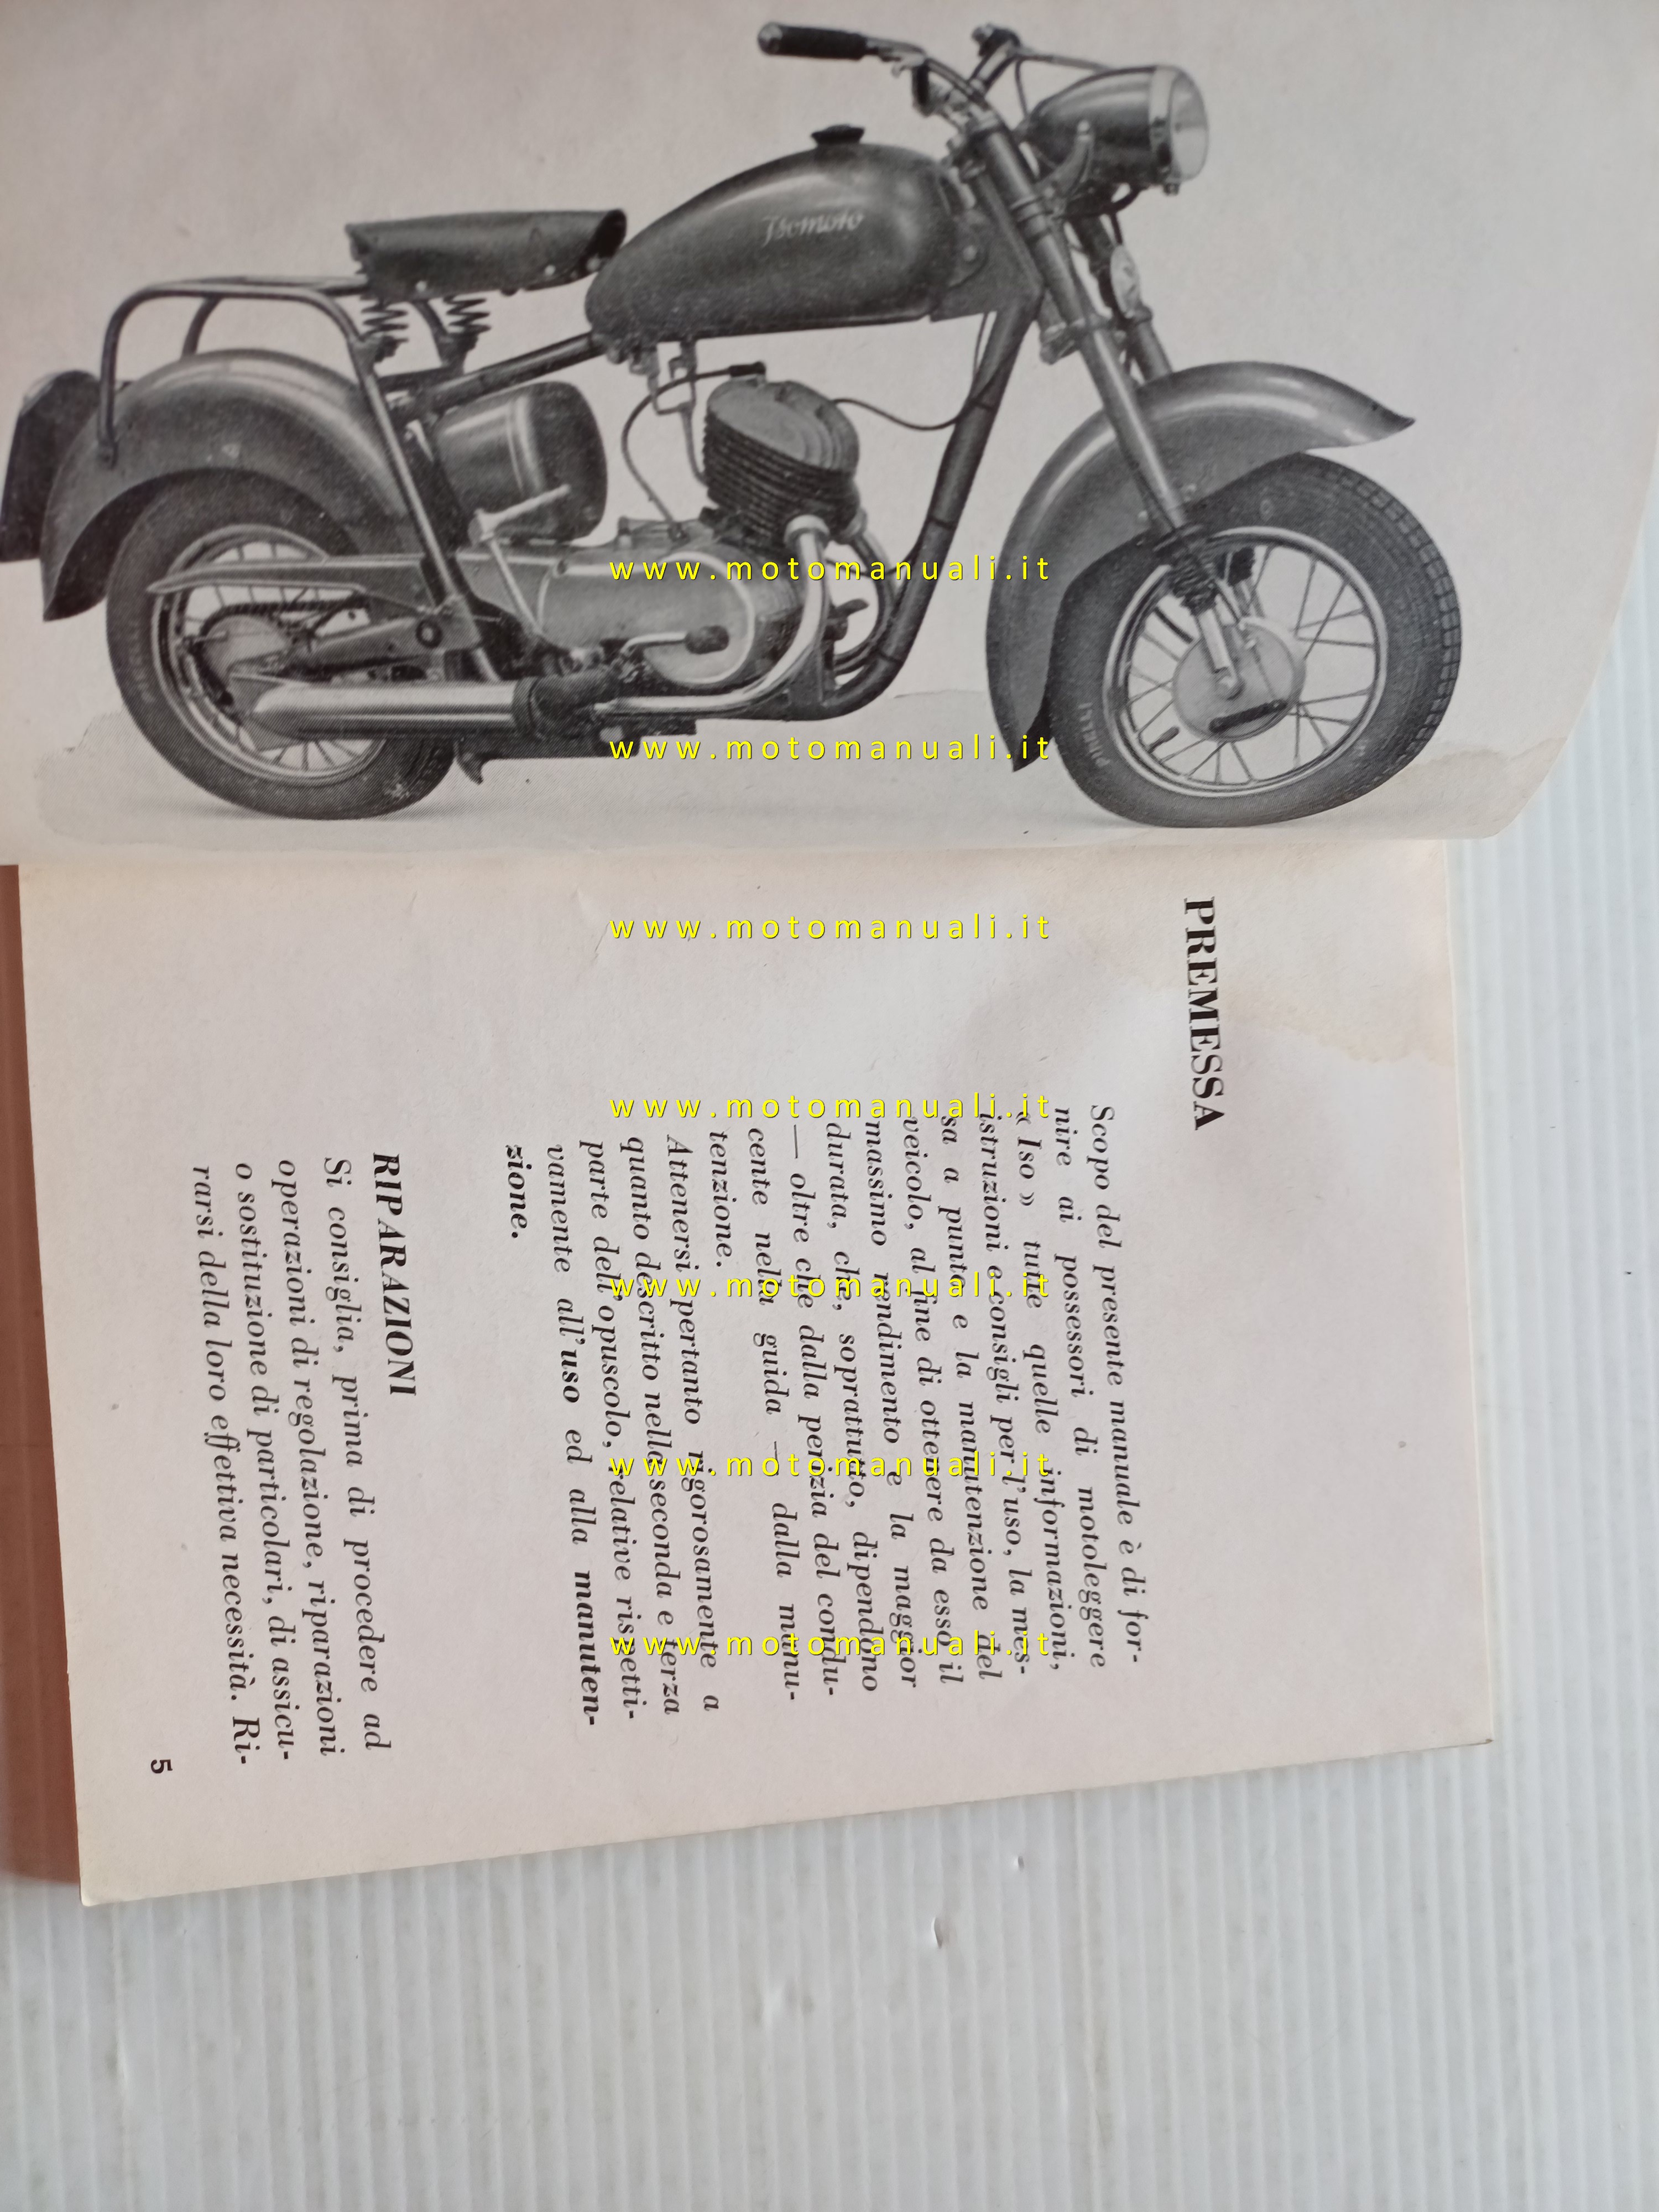 Isomoto
PIRELLI
www.motomanuali.it
www.motomanuali.it
www.motomanuali.it
www.motomanuali.it
www.motomanuali.it
www.motomanuali.it
www.motomanuali.it
PREMESSA
Scopo del presente manuale è di for-
nire ai possessori di motoleggere
« Iso » tutte quelle informazioni,
istruzioni e consigli per l'uso, la mes-
sa a punto e la manutenzione del
veicolo, al fine di ottenere da esso il
massimo rendimento e la maggior
durata, che, sopratutto, dipendono
— oltre che dalla perizia del condu-
cente nella guida — dalla manu-
tenzione.
Attenersi pertanto rigorosamente a
quanto descritto nelle seconda e terza
parte dell'opuscolo, relative rispetti-
vamente all'uso ed alla manuten-
zione.
RIPARAZIONI
Si consiglia, prima di procedere ad
operazioni di regolazione, riparazioni
o sostituzione di particolari, di assicu-
rarsi della loro effettiva necessità. Ri-
5